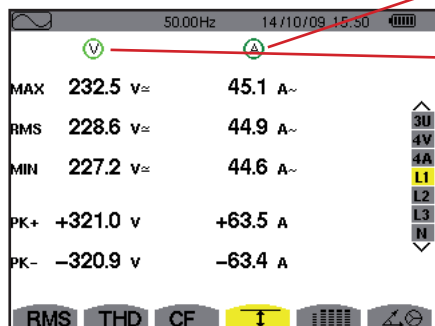 50.00Hz 14/10/09 15:50
V A
MAX 232.5 V≃ 45.1 A~
RMS 228.6 V≃ 44.9 A~
MIN 227.2 V≃ 44.6 A~
PK+ +321.0 V +63.5 A
PK- −320.9 V −63.4 A
3U
4V
4A
L1
L2
L3
N
RMS THD CF